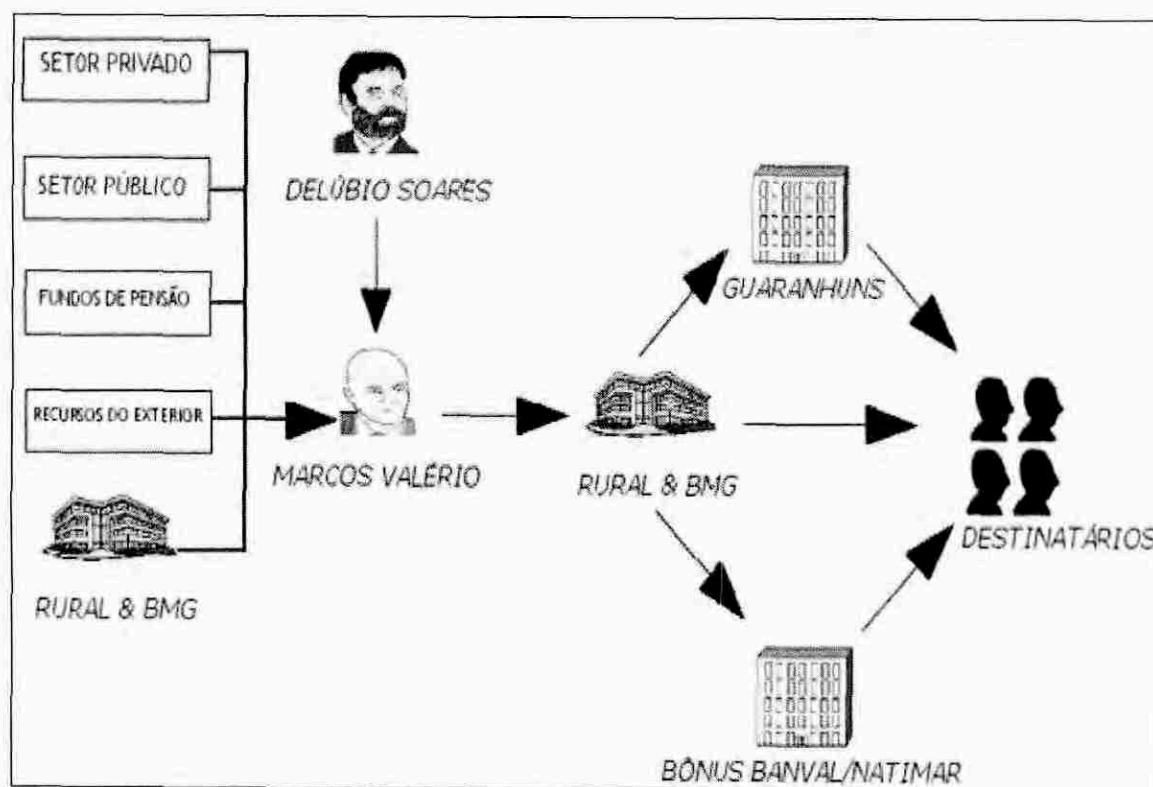 SETOR PRIVADO
SETOR PÚBLICO
FUNDOS DE PENSÃO
RECURSOS DO EXTERIOR
RURAL & BMG
DELÚBIO SOARES
MARCOS VALÉRIO
RURAL & BMG
GUARANHUNS
BÔNUS BANVAL/NATIMAR
DESTINATÁRIOS